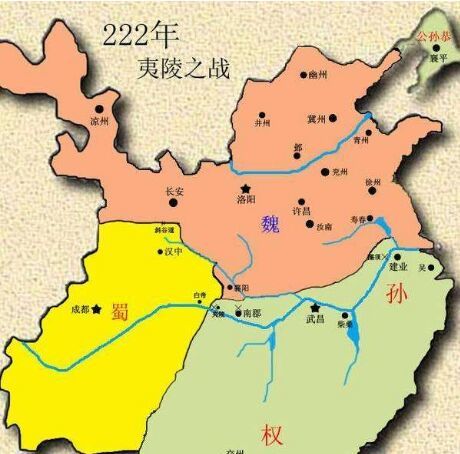 222年
夷陵之战
公孙恭
襄平
幽州
凉州
井州
冀州
青州
邺
兖州
徐州
长安
洛阳
许昌
汝南
寿春
魏
斜谷道
汉中
襄阳
建业
吴
孙
白帝
夷陵
南郡
武昌
柴桑
成都
蜀
权